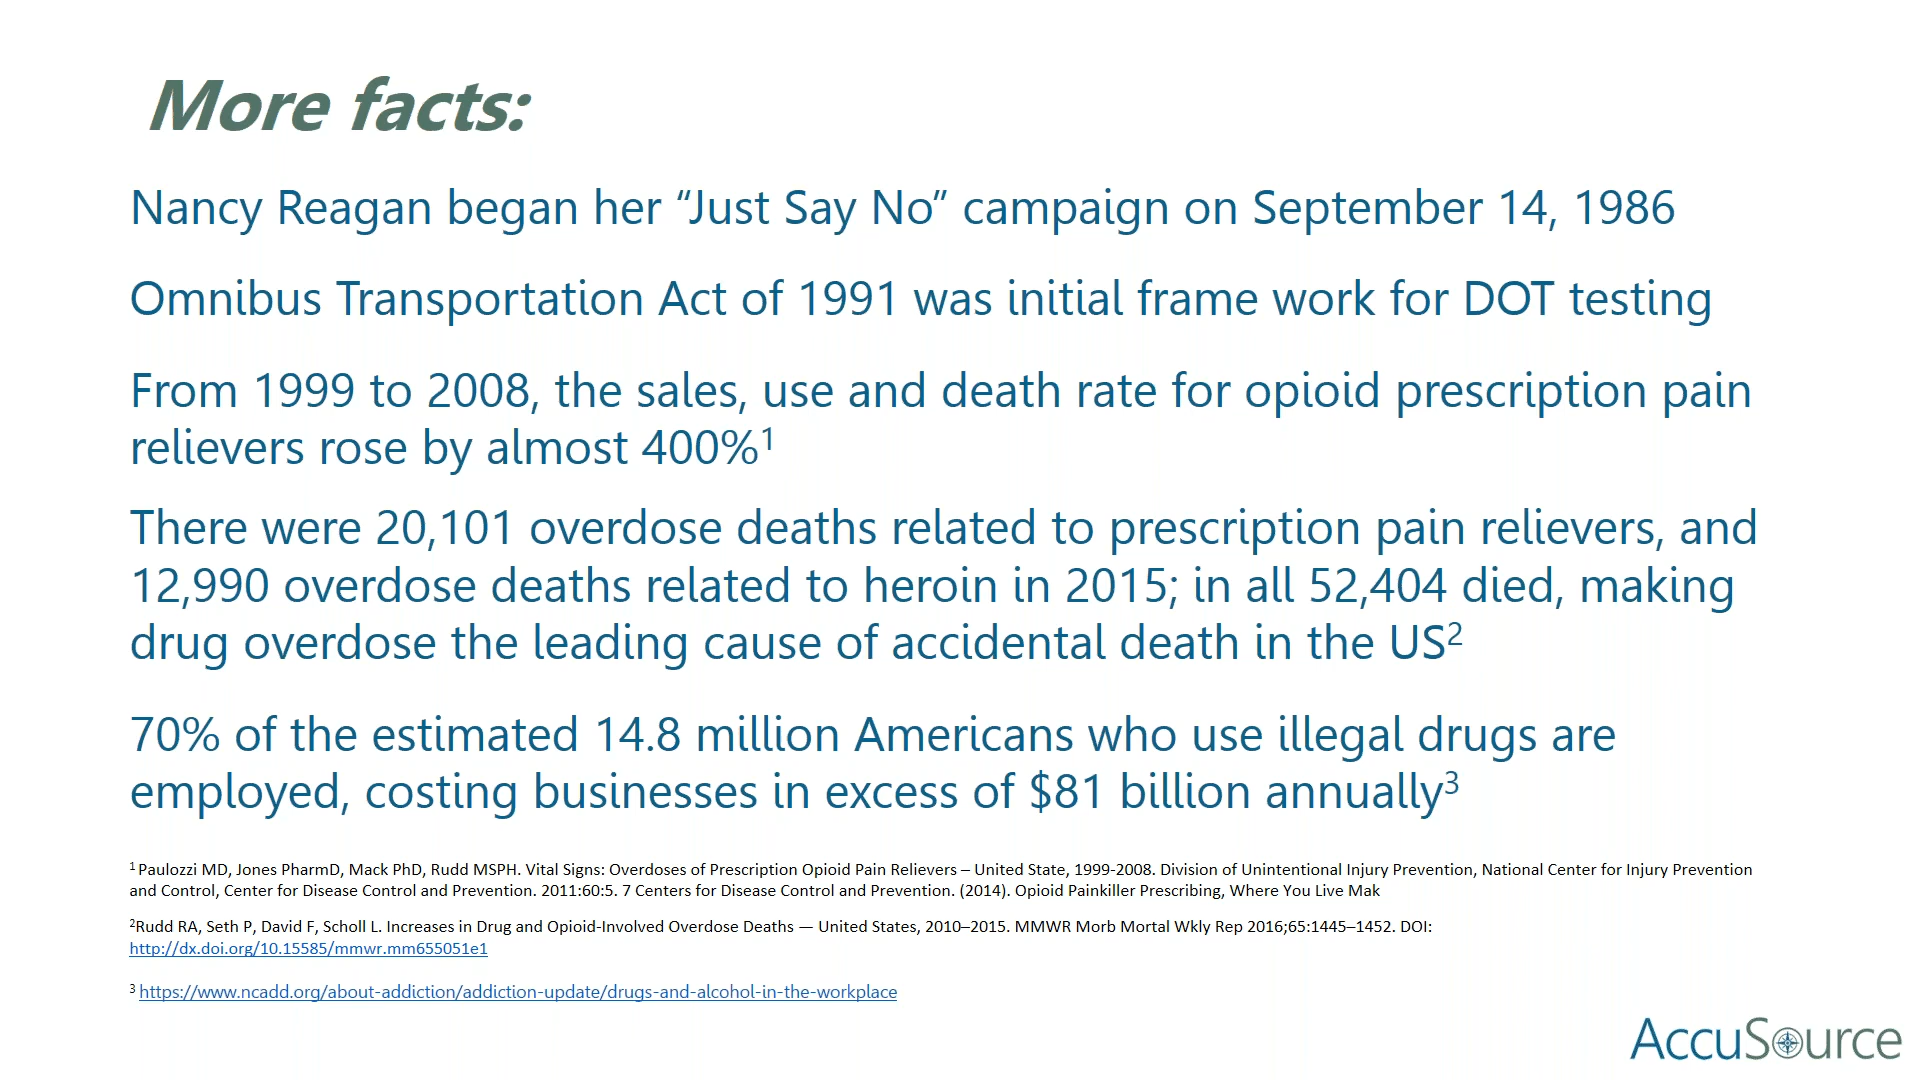 More facts:
Nancy Reagan began her “Just Say No” campaign on September 14, 1986
Omnibus Transportation Act of 1991 was initial frame work for DOT testing
From 1999 to 2008, the sales, use and death rate for opioid prescription pain
relievers rose by almost 400%¹
There were 20,101 overdose deaths related to prescription pain relievers, and
12,990 overdose deaths related to heroin in 2015; in all 52,404 died, making
drug overdose the leading cause of accidental death in the US²
70% of the estimated 14.8 million Americans who use illegal drugs are
employed, costing businesses in excess of $81 billion annually³
¹ Paulozzi MD, Jones PharmD, Mack PhD, Rudd MSPH. Vital Signs: Overdoses of Prescription Opioid Pain Relievers – United State, 1999-2008. Division of Unintentional Injury Prevention, National Center for Injury Prevention
and Control, Center for Disease Control and Prevention. 2011:60:5. 7 Centers for Disease Control and Prevention. (2014). Opioid Painkiller Prescribing, Where You Live Mak
²Rudd RA, Seth P, David F, Scholl L. Increases in Drug and Opioid-Involved Overdose Deaths — United States, 2010–2015. MMWR Morb Mortal Wkly Rep 2016;65:1445–1452. DOI:
http://dx.doi.org/10.15585/mmwr.mm655051e1
³ https://www.ncadd.org/about-addiction/addiction-update/drugs-and-alcohol-in-the-workplace
AccuSource